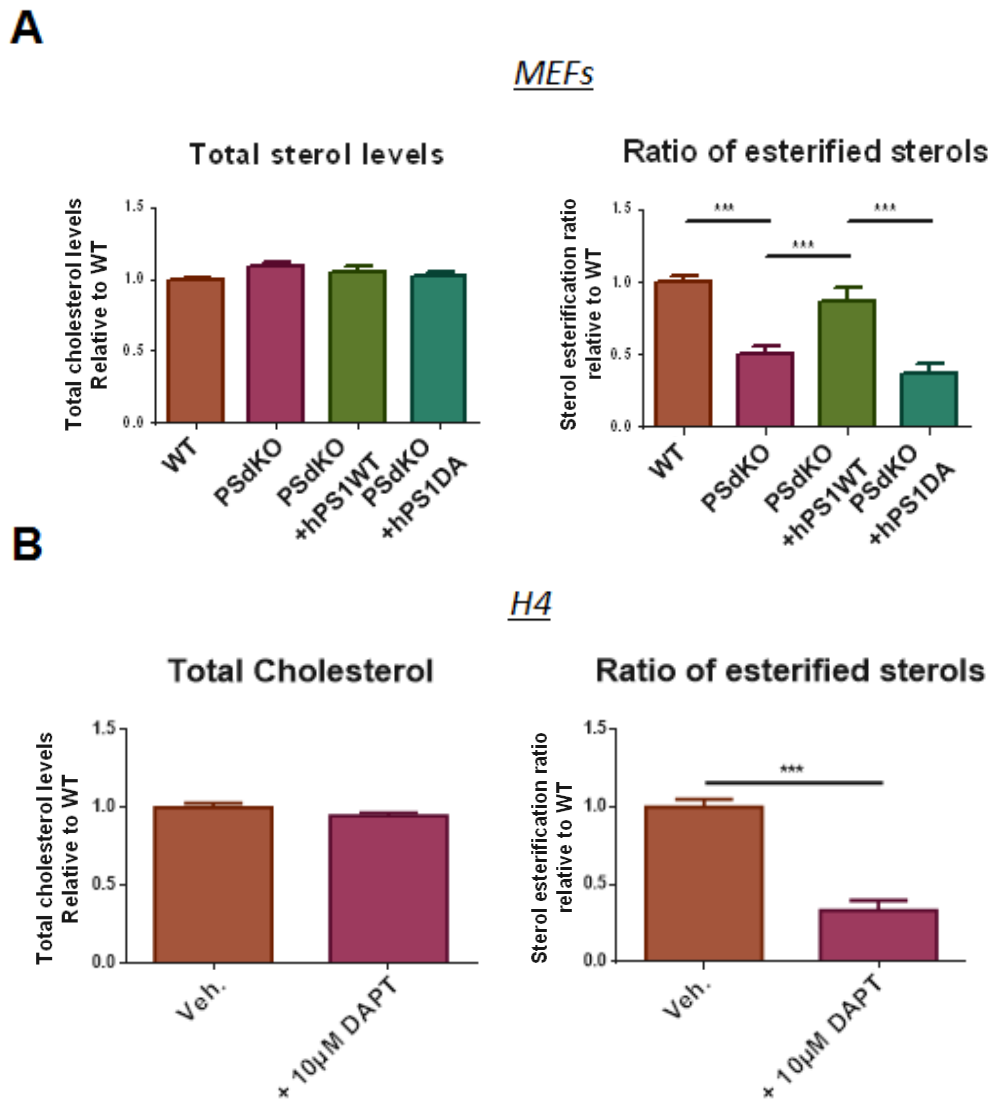 A
MEFs
Total sterol levels
Total cholesterol levels
Relative to WT
1.5
1.0
0.5
0.0
WT
PSdKO
PSdKO
+hPS1WT
PSdKO
+hPS1DA
Ratio of esterified sterols
Sterol esterification ratio
relative to WT
1.5
1.0
0.5
0.0
***
***
***
WT
PSdKO
PSdKO
+hPS1WT
PSdKO
+hPS1DA
B
H4
Total Cholesterol
Total cholesterol levels
Relative to WT
1.5
1.0
0.5
0.0
Veh.
+ 10µM DAPT
Ratio of esterified sterols
Sterol esterification ratio
relative to WT
1.5
1.0
0.5
0.0
***
Veh.
+ 10µM DAPT